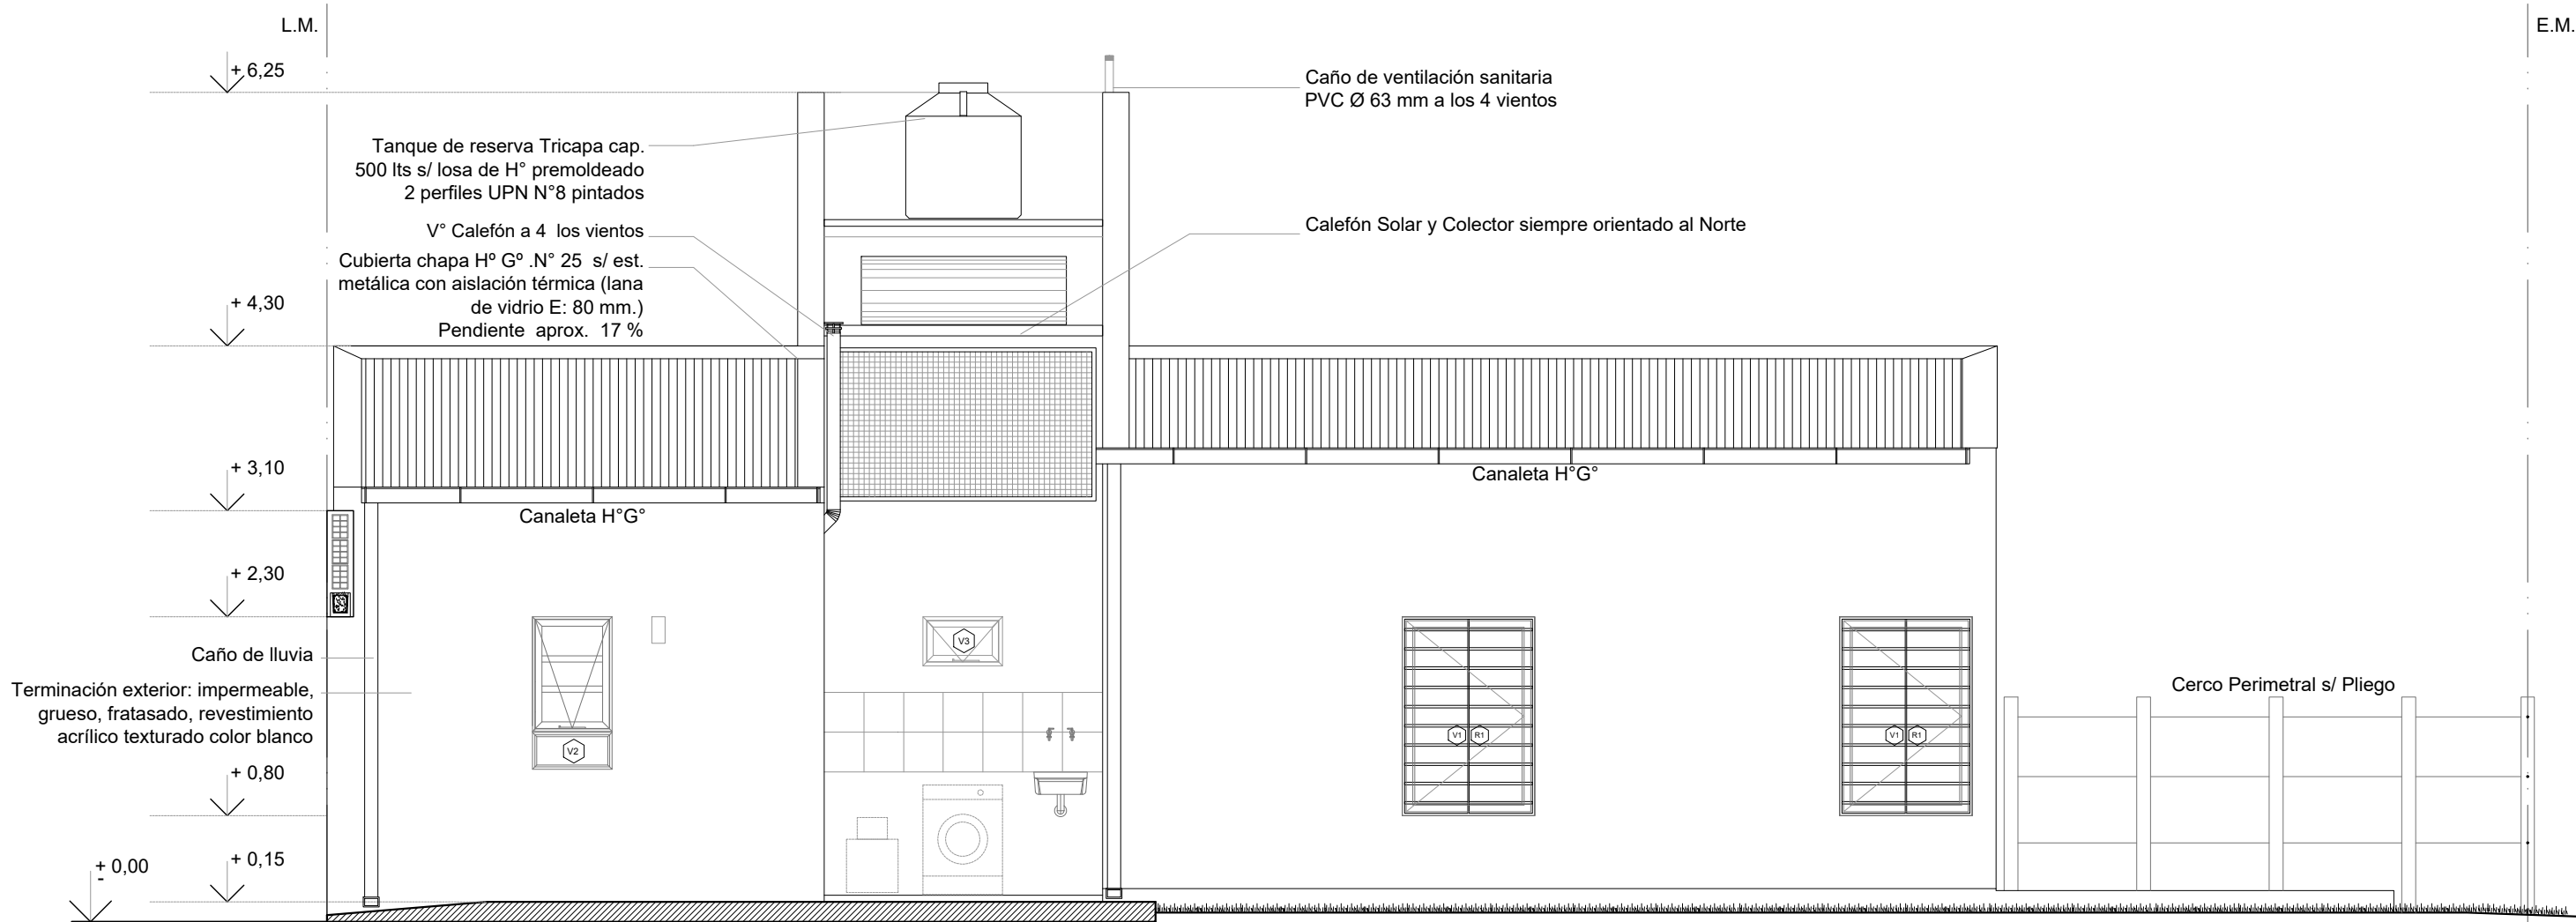 L.M.
E.M.
+ 6,25
Caño de ventilación sanitaria
PVC Ø 63 mm a los 4 vientos
Tanque de reserva Tricapa cap.
500 lts s/ losa de H° premoldeado
2 perfiles UPN N°8 pintados
V° Calefón a 4  los vientos
Calefón Solar y Colector siempre orientado al Norte
Cubierta chapa Hº Gº .N° 25  s/ est.
metálica con aislación térmica (lana
de vidrio E: 80 mm.)
Pendiente  aprox.  17 %
+ 4,30
+ 3,10
Canaleta H°G°
Canaleta H°G°
+ 2,30
V3
Caño de lluvia
Terminación exterior: impermeable,
grueso, fratasado, revestimiento
acrílico texturado color blanco
Cerco Perimetral s/ Pliego
V2
V1
R1
V1
R1
+ 0,80
+ 0,15
+ 0,00
-